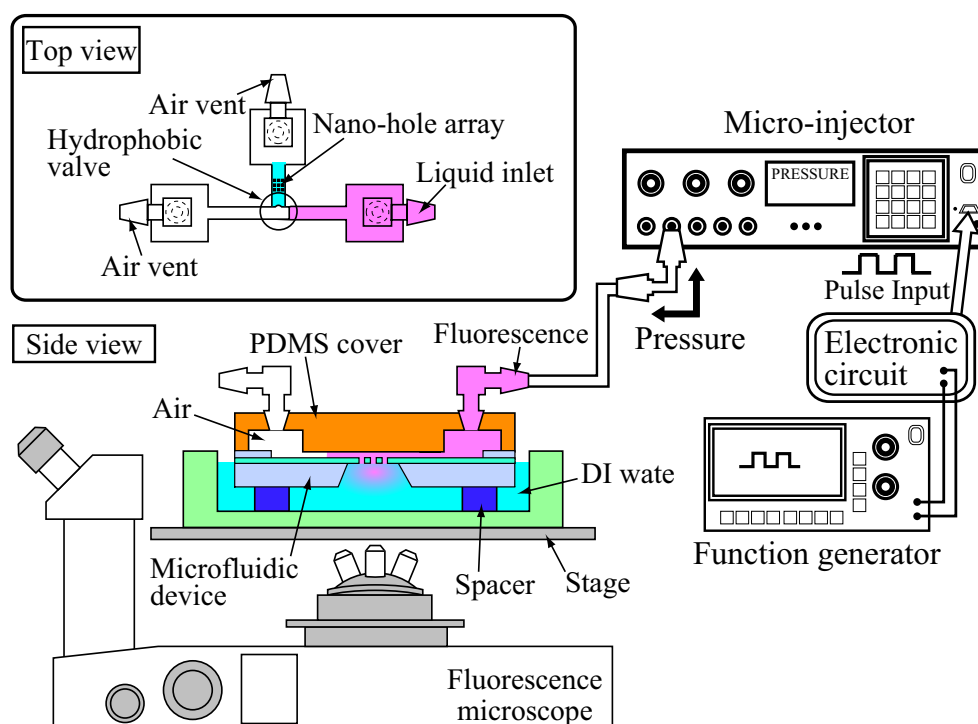 Top view
Air vent
Nano-hole array
Hydrophobic
valve
Liquid inlet
Air vent
Micro-injector
PRESSURE
Pulse Input
Pressure
Electronic
circuit
Function generator
Side view
PDMS cover
Fluorescence
Air
DI wate
Microfluidic
device
Spacer
Stage
Fluorescence
microscope